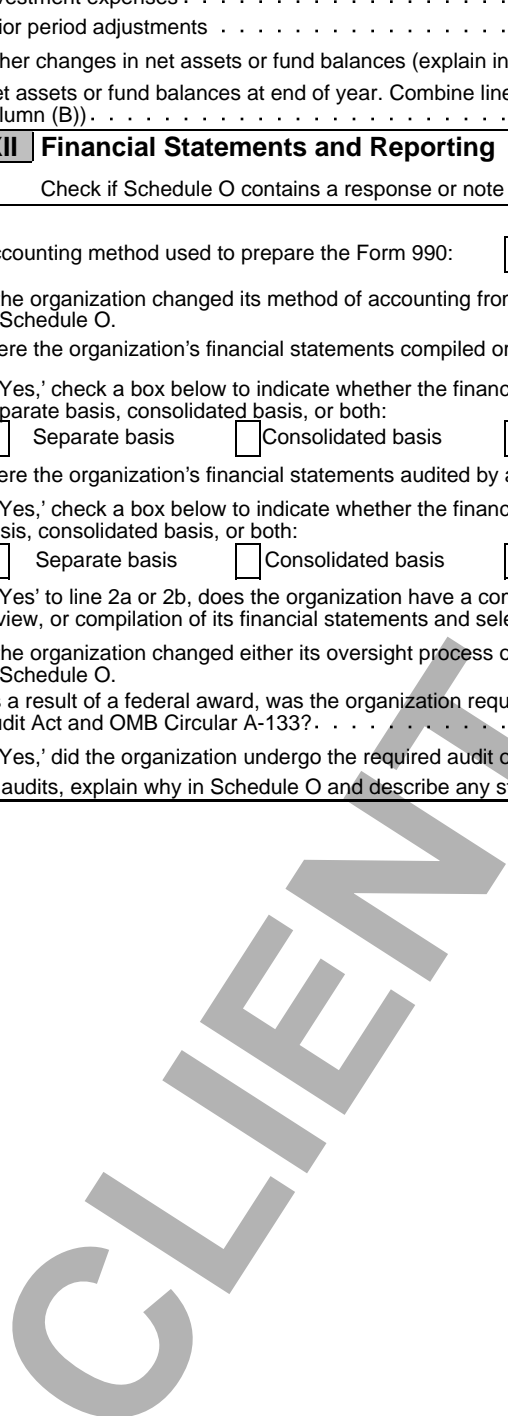 vestment expenses . . . . . . . . . . . . . . . . . . .
ior period adjustments . . . . . . . . . . . . . . . . .
her changes in net assets or fund balances (explain in
et assets or fund balances at end of year. Combine line
lumn (B)) . . . . . . . . . . . . . . . . . . . . . . . . .
XII Financial Statements and Reporting
Check if Schedule O contains a response or note
ccounting method used to prepare the Form 990:
he organization changed its method of accounting from
Schedule O.
ere the organization's financial statements compiled or
Yes,' check a box below to indicate whether the financ
parate basis, consolidated basis, or both:
Separate basis Consolidated basis
ere the organization's financial statements audited by a
Yes,' check a box below to indicate whether the financ
sis, consolidated basis, or both:
Separate basis Consolidated basis
Yes' to line 2a or 2b, does the organization have a com
view, or compilation of its financial statements and sele
he organization changed either its oversight process o
Schedule O.
s a result of a federal award, was the organization requ
udit Act and OMB Circular A-133? . . . . . . . . . . .
Yes,' did the organization undergo the required audit o
audits, explain why in Schedule O and describe any st
CLIENT